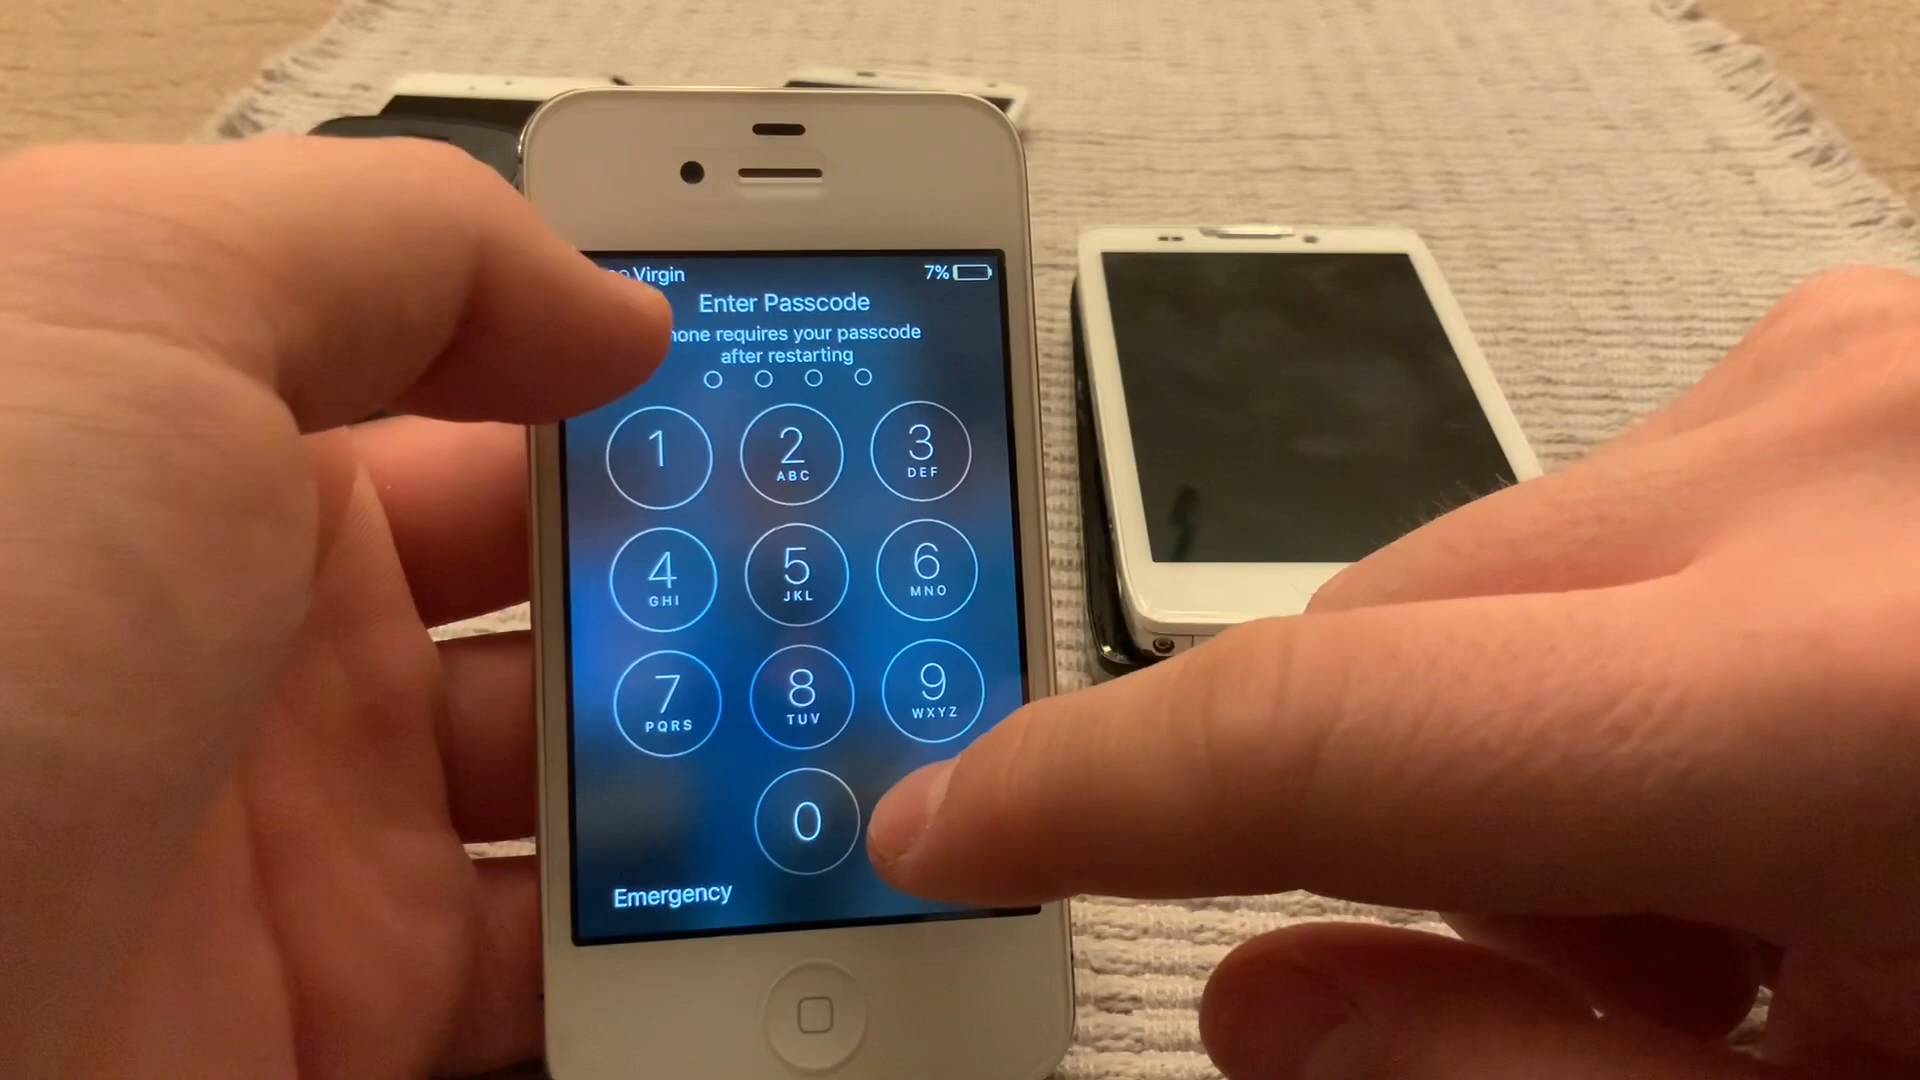 Virgin 7%
Enter Passcode
requires your passcode
after restarting
1 2 3
ABC DEF
4 5 6
GHI JKL MNO
7 8 9
PQRS TUV WXYZ
0
Emergency